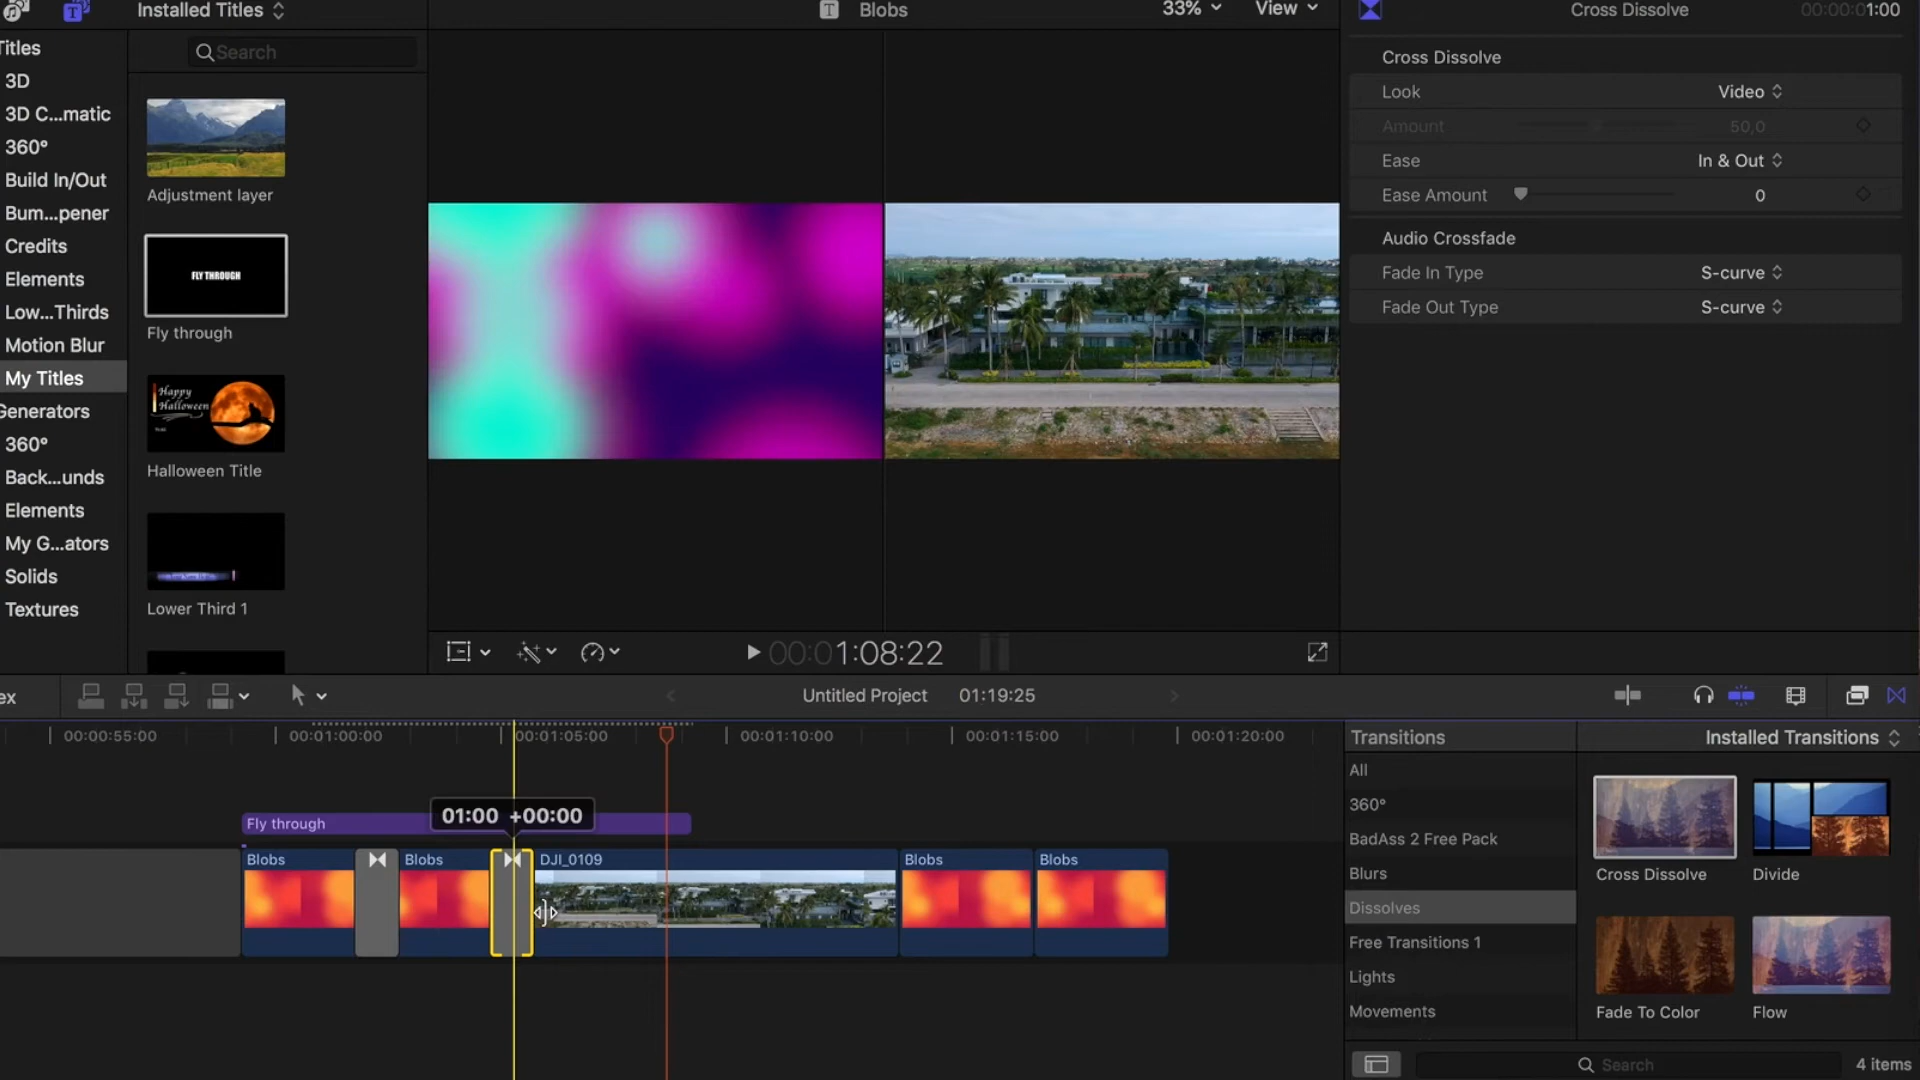 Installed Titles
Blobs
33%
View
Cross Dissolve
00:00:01:00
Titles
Search
3D
3D C...matic
360°
Build In/Out
Bum...pener
Credits
Elements
Low...Thirds
Motion Blur
My Titles
Generators
360°
Back...unds
Elements
My G...ators
Solids
Textures
Adjustment layer
FLY THROUGH
Fly through
Happy
Halloween
Halloween Title
Lower Third 1
Cross Dissolve
Look
Video
Amount
50,0
Ease
In & Out
Ease Amount
0
Audio Crossfade
Fade In Type
S-curve
Fade Out Type
S-curve
00:01:08:22
ex
Untitled Project
01:19:25
00:00:55:00
00:01:00:00
00:01:05:00
00:01:10:00
00:01:15:00
00:01:20:00
01:00 +00:00
Fly through
Blobs
Blobs
DJI_0109
Blobs
Blobs
Transitions
Installed Transitions
All
360°
BadAss 2 Free Pack
Blurs
Dissolves
Free Transitions 1
Lights
Movements
Cross Dissolve
Divide
Fade To Color
Flow
Search
4 items